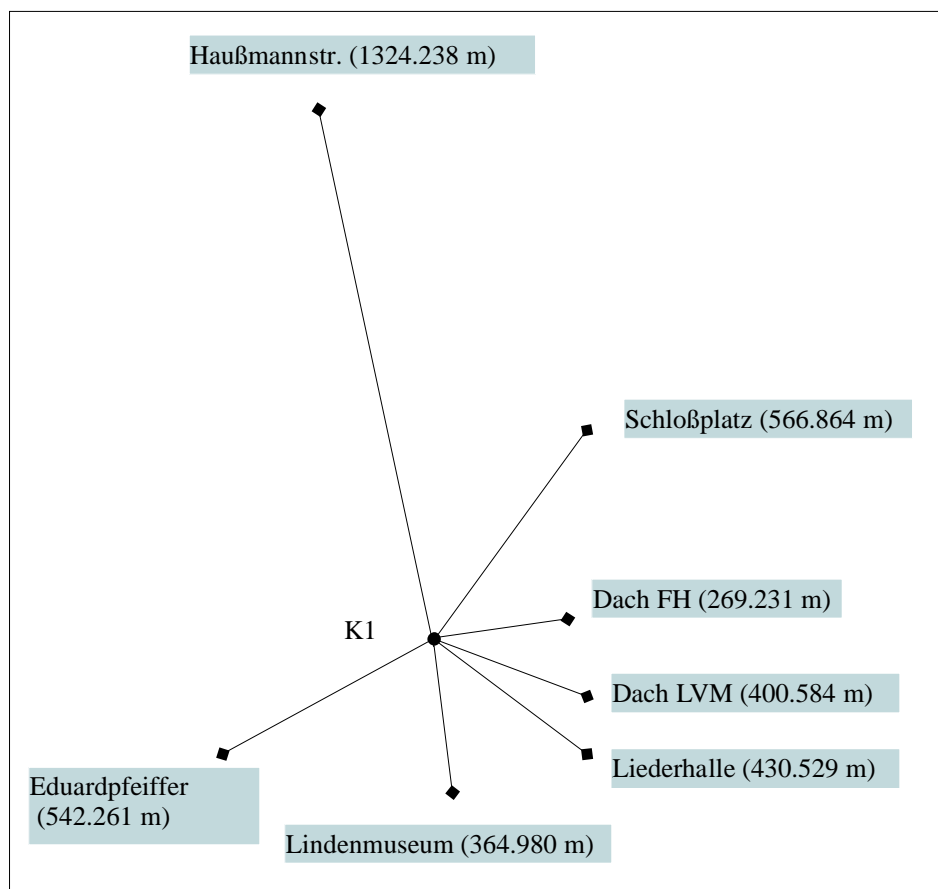 Haußmannstr. (1324.238 m)
Schloßplatz (566.864 m)
Dach FH (269.231 m)
K1
Dach LVM (400.584 m)
Liederhalle (430.529 m)
Eduardpfeiffer
(542.261 m)
Lindenmuseum (364.980 m)